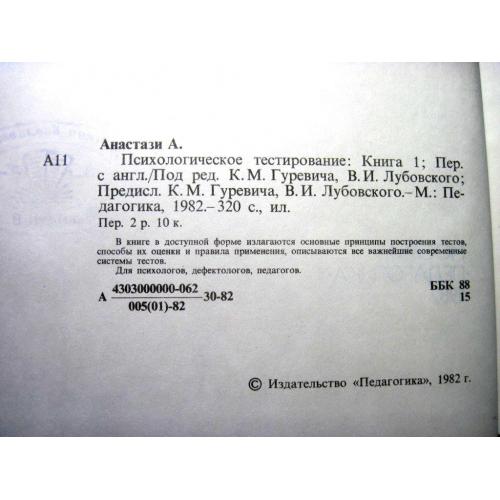 Анастази А.
А11 Психологическое тестирование: Книга 1; Пер.
с англ./Под ред. К. М. Гуревича, В. И. Лубовского;
Предисл. К. М. Гуревича, В. И. Лубовского.–М.: Пе-
дагогика, 1982.–320 с., ил.
Пер. 2 р. 10 к.
В книге в доступной форме излагаются основные принципы построения тестов,
способы их оценки и правила применения, описываются все важнейшие современные
системы тестов.
Для психологов, дефектологов, педагогов.
А 4303000000-062 30-82 ББК 88
005(01)-82 15
© Издательство «Педагогика», 1982 г.